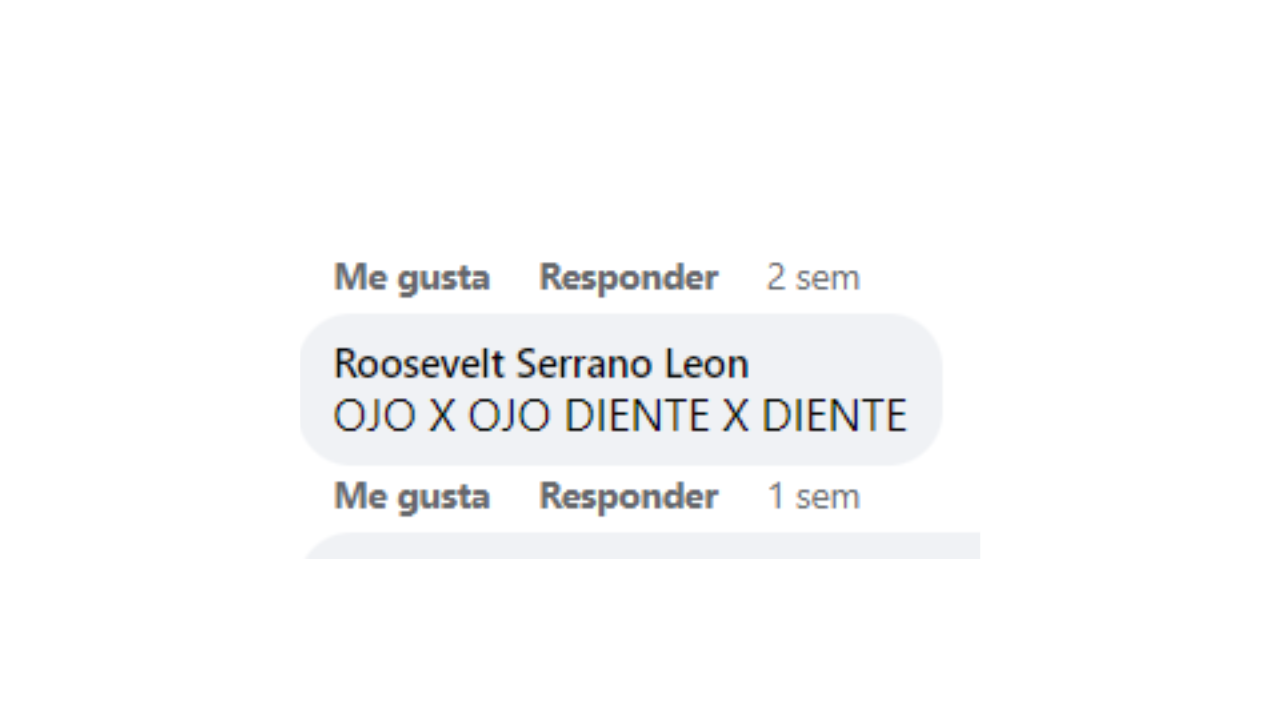 Me gusta Responder 2 sem
Roosevelt Serrano Leon
OJO X OJO DIENTE X DIENTE
Me gusta Responder 1 sem